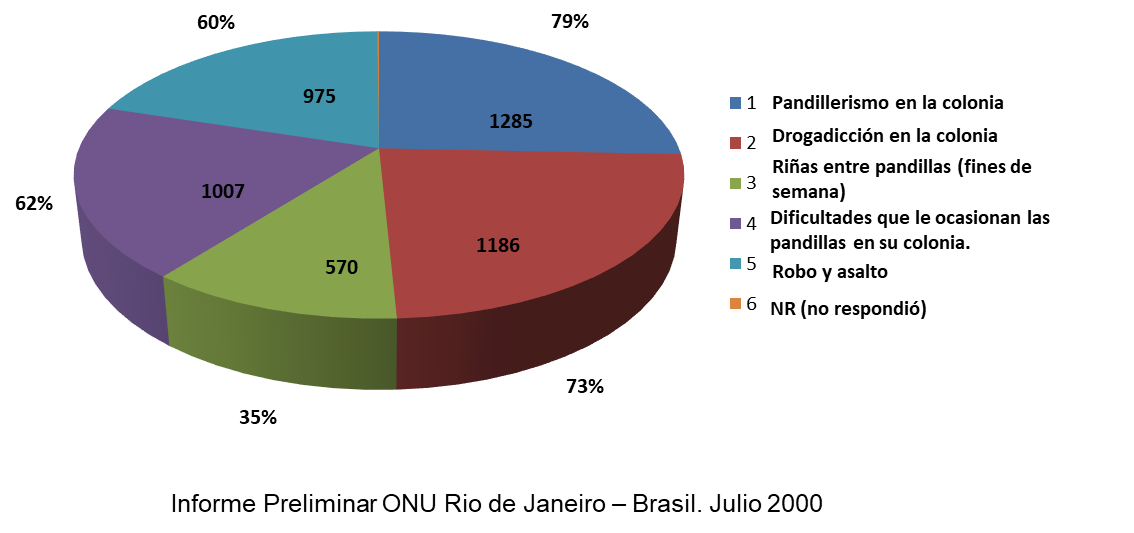 60%
79%
975
1285
1007
62%
570
1186
35%
73%
1 Pandillerismo en la colonia
2 Drogadicción en la colonia
3 Riñas entre pandillas (fines de
semana)
4 Dificultades que le ocasionan las
pandillas en su colonia.
5 Robo y asalto
6 NR (no respondió)
Informe Preliminar ONU Rio de Janeiro – Brasil. Julio 2000